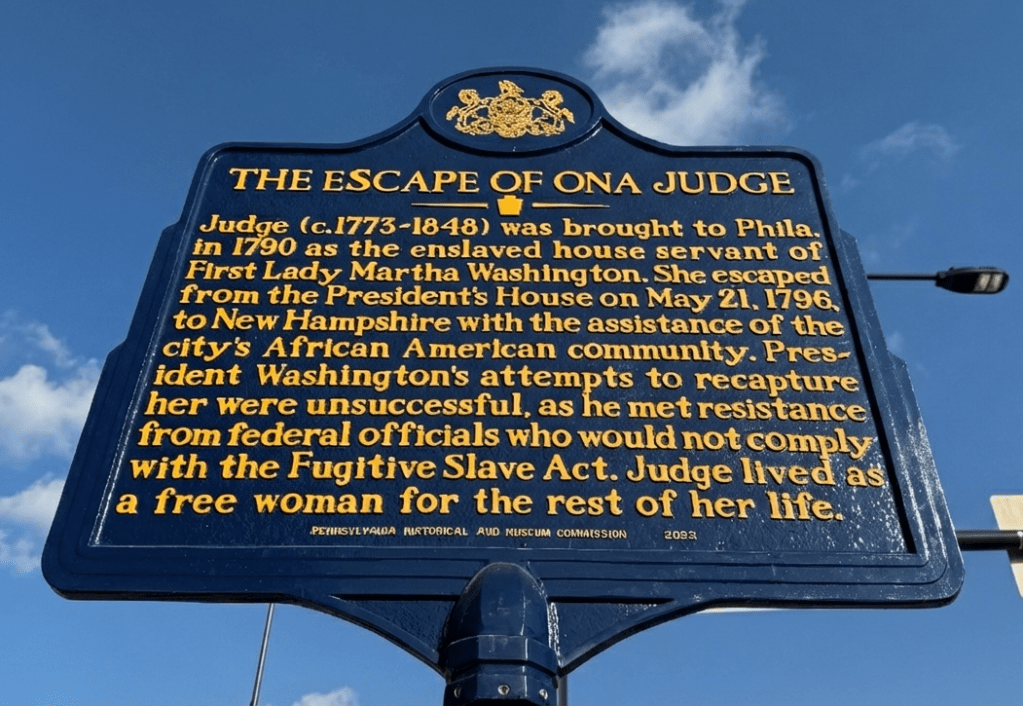 THE ESCAPE OF ONA JUDGE
Judge (c.1773-1848) was brought to Phila.
in 1790 as the enslaved house servant of
First Lady Martha Washington. She escaped
from the President's House on May 21, 1796,
to New Hampshire with the assistance of the
city's African American community. Pres-
ident Washington's attempts to recapture
her were unsuccessful, as he met resistance
from federal officials who would not comply
with the Fugitive Slave Act. Judge lived as
a free woman for the rest of her life.
AND MUSEUM COMMISSION